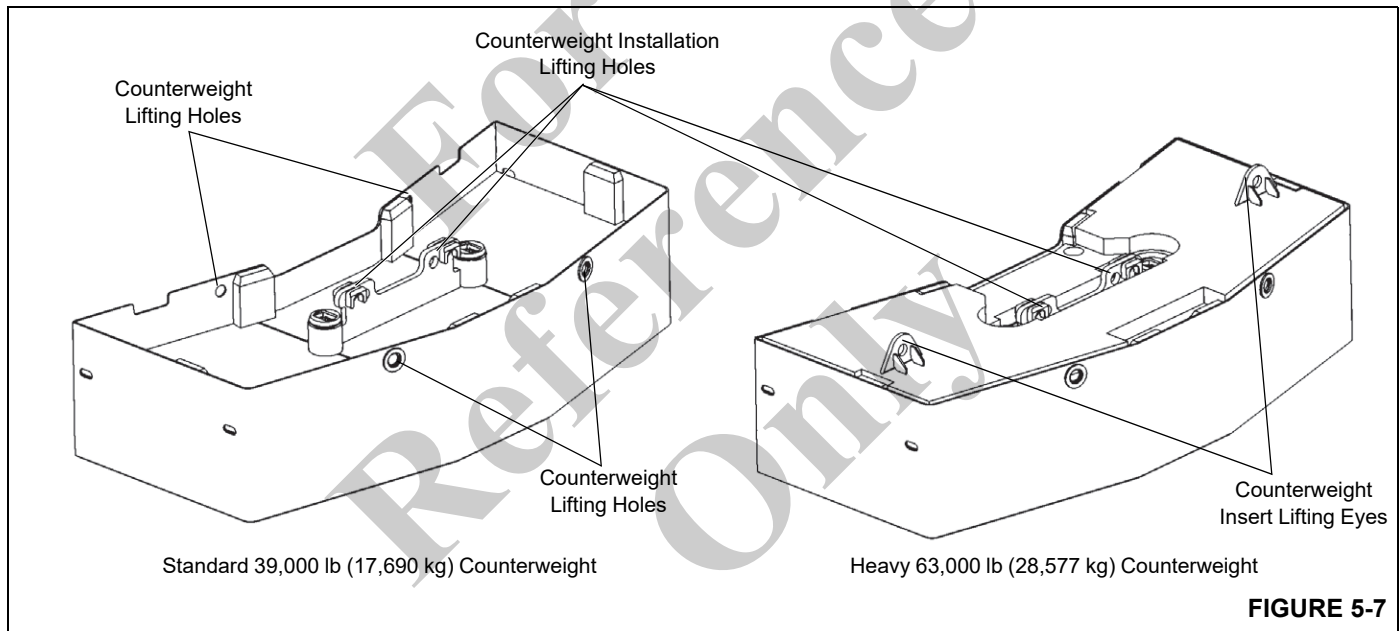 Counterweight Installation
Lifting Holes
Counterweight
Lifting Holes
Counterweight
Lifting Holes
Counterweight
Insert Lifting Eyes
Standard 39,000 lb (17,690 kg) Counterweight
Heavy 63,000 lb (28,577 kg) Counterweight
FIGURE 5-7
For
Reference
Only